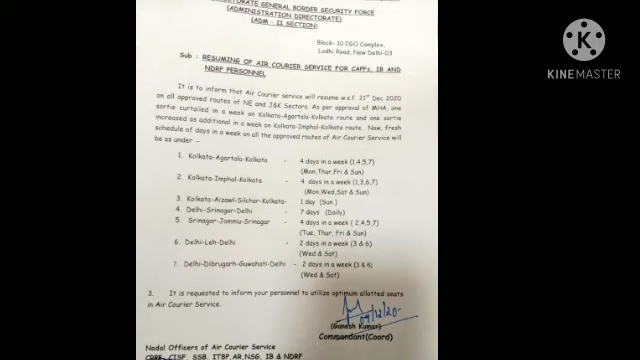 DIRECTORATE GENERAL BORDER SECURITY FORCE
(ADMINISTRATION DIRECTORATE)
(ADM - II SECTION)
Block- 10 CGO Complex,
Lodhi Road, New Delhi-03
Sub : RESUMING OF AIR COURIER SERVICE FOR CAPFs, IB AND
NDRF PERSONNEL
It is to inform that Air Courier service will resume w.e.f. 21st Dec 2020
on all approved routes of NE and J&K Sectors. As per approval of MHA, one
sortie curtailed in a week on Kolkata-Agartala-Kolkata route and one sortie
increased as additional in a week on Kolkata-Imphal-Kolkata route. Now, fresh
schedule of days in a week on all the approved routes of Air Courier Service will
be as under :-
1. Kolkata-Agartala-Kolkata - 4 days in a week (1,4,5,7)
(Mon,Thur,Fri & Sun)
2. Kolkata-Imphal-Kolkata - 4 days in a week (1,3,6,7)
(Mon,Wed,Sat & Sun)
3. Kolkata-Aizawl-Silchar-Kolkata- 1 day (Sun )
4. Delhi-Srinagar-Delhi - 7 days (Daily)
5. Srinagar-Jammu-Srinagar - 4 days in a week ( 2,4,5,7)
(Tue, Thur, Fri & Sun)
6. Delhi-Leh-Delhi - 2 days in a week (3 & 6)
(Wed & Sat)
7. Delhi-Dibrugarh-Guwahati-Delhi - 2 days in a week (3 & 6)
(Wed & Sat)
3. It is requested to inform your personnel to utilize optimum allotted seats
in Air Courier Service.
09/12/20
(Ganesh Kumar)
Commandant(Coord)
Nodal Officers of Air Courier Service
CRPF, CISF, SSB, ITBP,AR,NSG, IB & NDRF
KINEMASTER